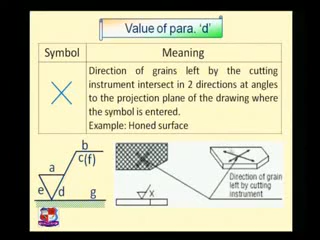 Value of para. ‘d’
Symbol Meaning
Direction of grains left by the cutting
instrument intersect in 2 directions at angles
to the projection plane of the drawing where
the symbol is entered.
Example: Honed surface
b
c(f)
a
e d g
X
Direction of grain
left by cutting
instrument